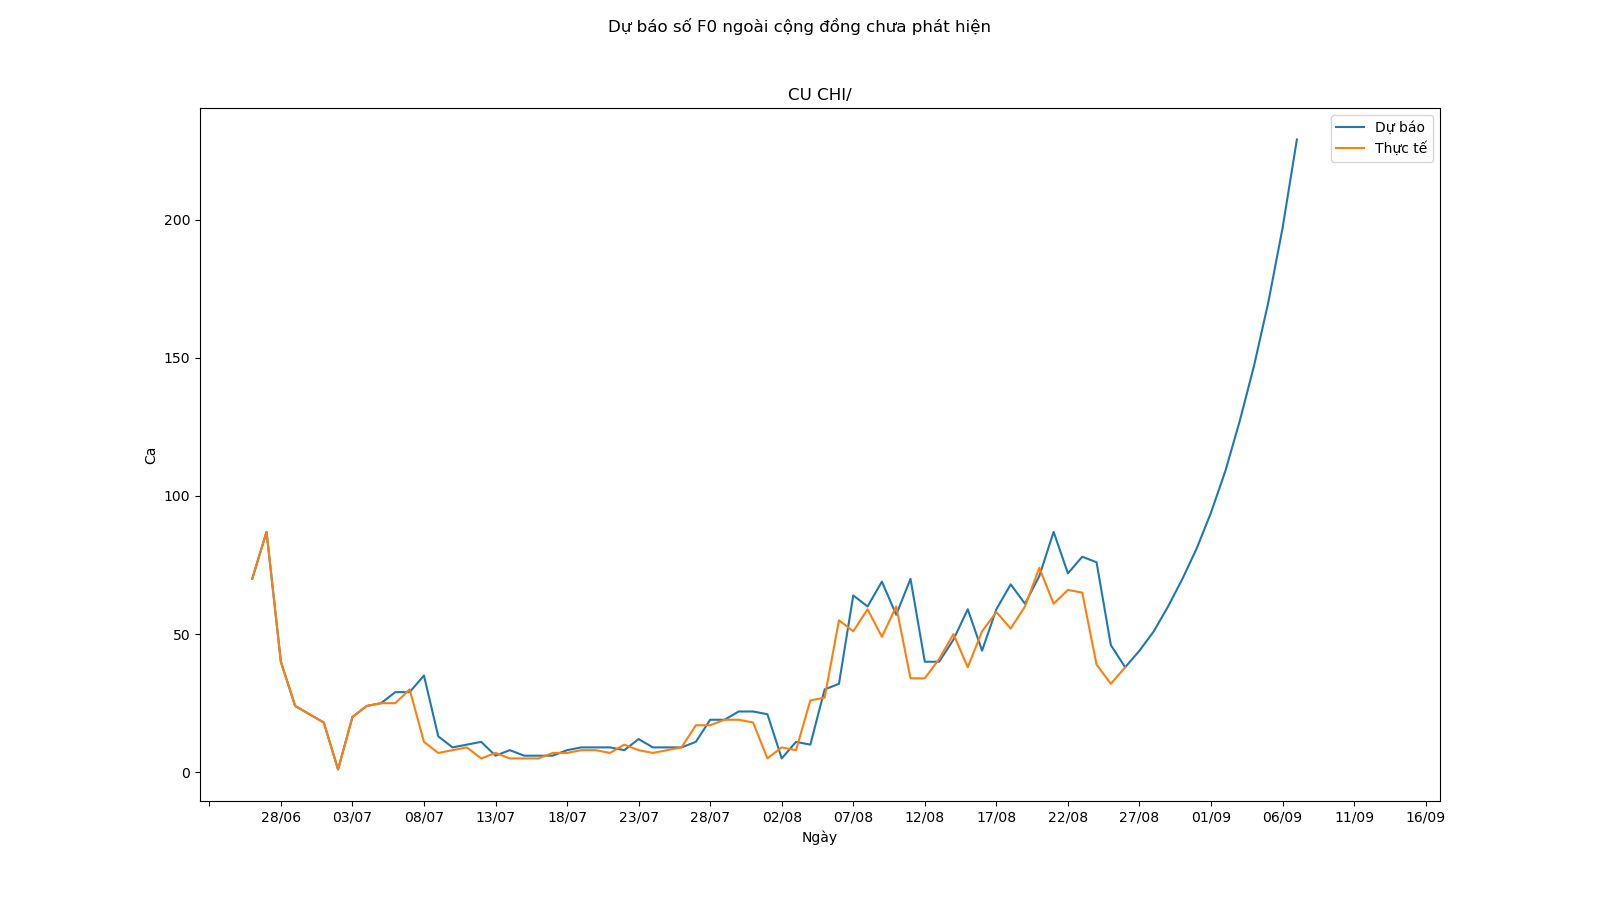 Dự báo số F0 ngoài cộng đồng chưa phát hiện
CU CHI/
Dự báo
Thực tế
200
150
100
50
0
Ca
28/06 03/07 08/07 13/07 18/07 23/07 28/07 02/08 07/08 12/08 17/08 22/08 27/08 01/09 06/09 11/09 16/09
Ngày